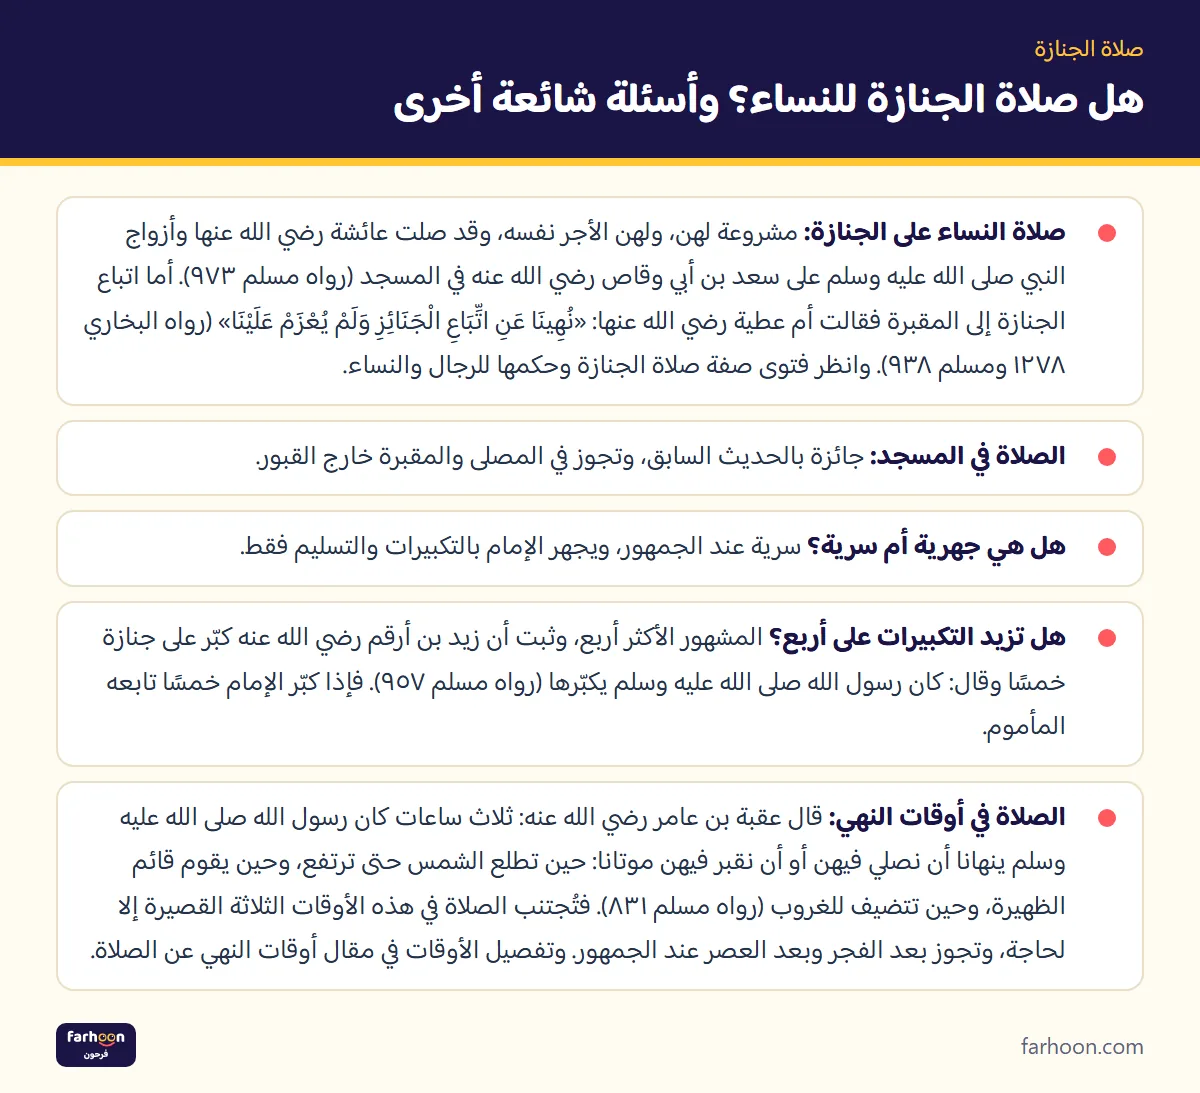 صلاة الجنازة
هل صلاة الجنازة للنساء؟ وأسئلة شائعة أخرى
صلاة النساء على الجنازة: مشروعة لهن، ولهن الأجر نفسه، وقد صلت عائشة رضي الله عنها وأزواج
النبي صلى الله عليه وسلم على سعد بن أبي وقاص رضي الله عنه في المسجد (رواه مسلم ٩٧٣). أما اتباع
الجنازة إلى المقبرة فقالت أم عطية رضي الله عنها: «نُهِينَا عَنِ اتِّبَاعِ الْجَنَائِزِ وَلَمْ يُعْزَمْ عَلَيْنَا» (رواه البخاري
١٢٧٨ ومسلم ٩٣٨). وانظر فتوى صفة صلاة الجنازة وحكمها للرجال والنساء.
الصلاة في المسجد: جائزة بالحديث السابق، وتجوز في المصلى والمقبرة خارج القبور.
هل هي جهرية أم سرية؟ سرية عند الجمهور، ويجهر الإمام بالتكبيرات والتسليم فقط.
هل تزيد التكبيرات على أربع؟ المشهور الأكثر أربع، وثبت أن زيد بن أرقم رضي الله عنه كبّر على جنازة
خمسًا وقال: كان رسول الله صلى الله عليه وسلم يكبّرها (رواه مسلم ٩٥٧). فإذا كبّر الإمام خمسًا تابعه
المأموم.
الصلاة في أوقات النهي: قال عقبة بن عامر رضي الله عنه: ثلاث ساعات كان رسول الله صلى الله عليه
وسلم ينهانا أن نصلي فيهن أو أن نقبر فيهن موتانا: حين تطلع الشمس حتى ترتفع، وحين يقوم قائم
الظهيرة، وحين تتضيف للغروب (رواه مسلم ٨٣١). فتُجتنب الصلاة في هذه الأوقات الثلاثة القصيرة إلا
لحاجة، وتجوز بعد الفجر وبعد العصر عند الجمهور. وتفصيل الأوقات في مقال أوقات النهي عن الصلاة.
farhoon.com
farhoon
فرحون